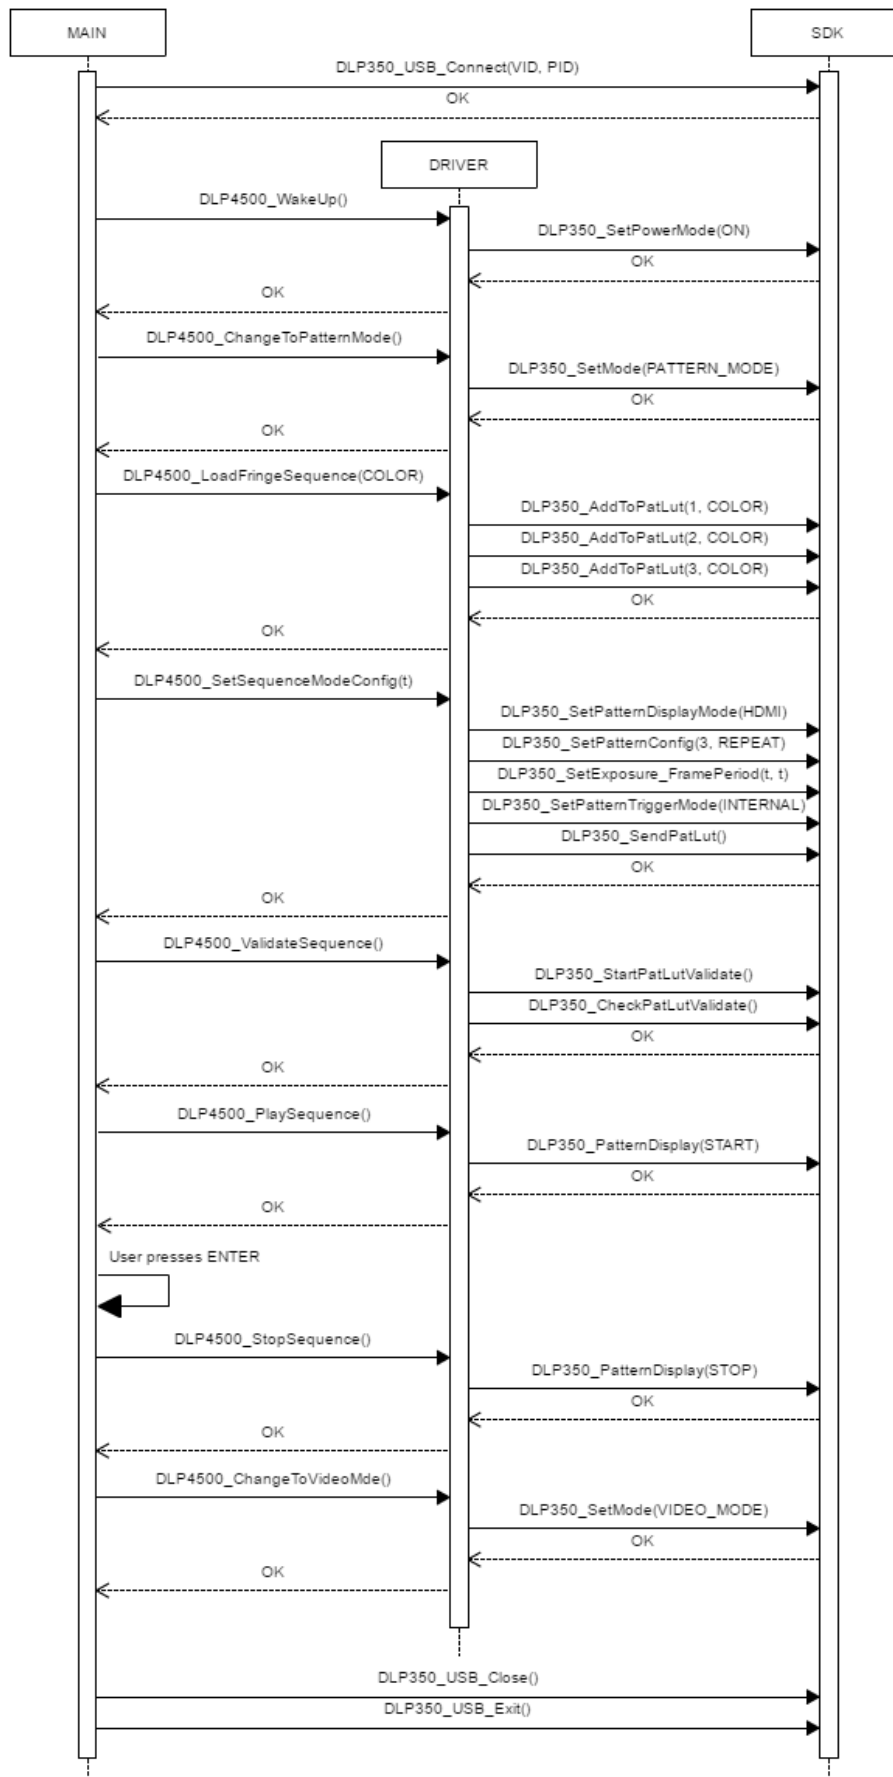 MAIN
SDK
DLP350_USB_Connect(VID, PID)
OK
DRIVER
DLP4500_WakeUp()
DLP350_SetPowerMode(ON)
OK
OK
DLP4500_ChangeToPatternMode()
DLP350_SetMode(PATTERN_MODE)
OK
OK
DLP4500_LoadFringeSequence(COLOR)
DLP350_AddToPatLut(1, COLOR)
DLP350_AddToPatLut(2, COLOR)
DLP350_AddToPatLut(3, COLOR)
OK
OK
DLP4500_SetSequenceModeConfig(t)
DLP350_SetPatternDisplayMode(HDMI)
DLP350_SetPatternConfig(3, REPEAT)
DLP350_SetExposure_FramePeriod(t, t)
DLP350_SetPatternTriggerMode(INTERNAL)
DLP350_SendPatLut()
OK
OK
DLP4500_ValidateSequence()
DLP350_StartPatLutValidate()
DLP350_CheckPatLutValidate()
OK
OK
DLP4500_PlaySequence()
DLP350_PatternDisplay(START)
OK
OK
User presses ENTER
DLP4500_StopSequence()
DLP350_PatternDisplay(STOP)
OK
OK
DLP4500_ChangeToVideoMde()
DLP350_SetMode(VIDEO_MODE)
OK
OK
DLP350_USB_Close()
DLP350_USB_Exit()